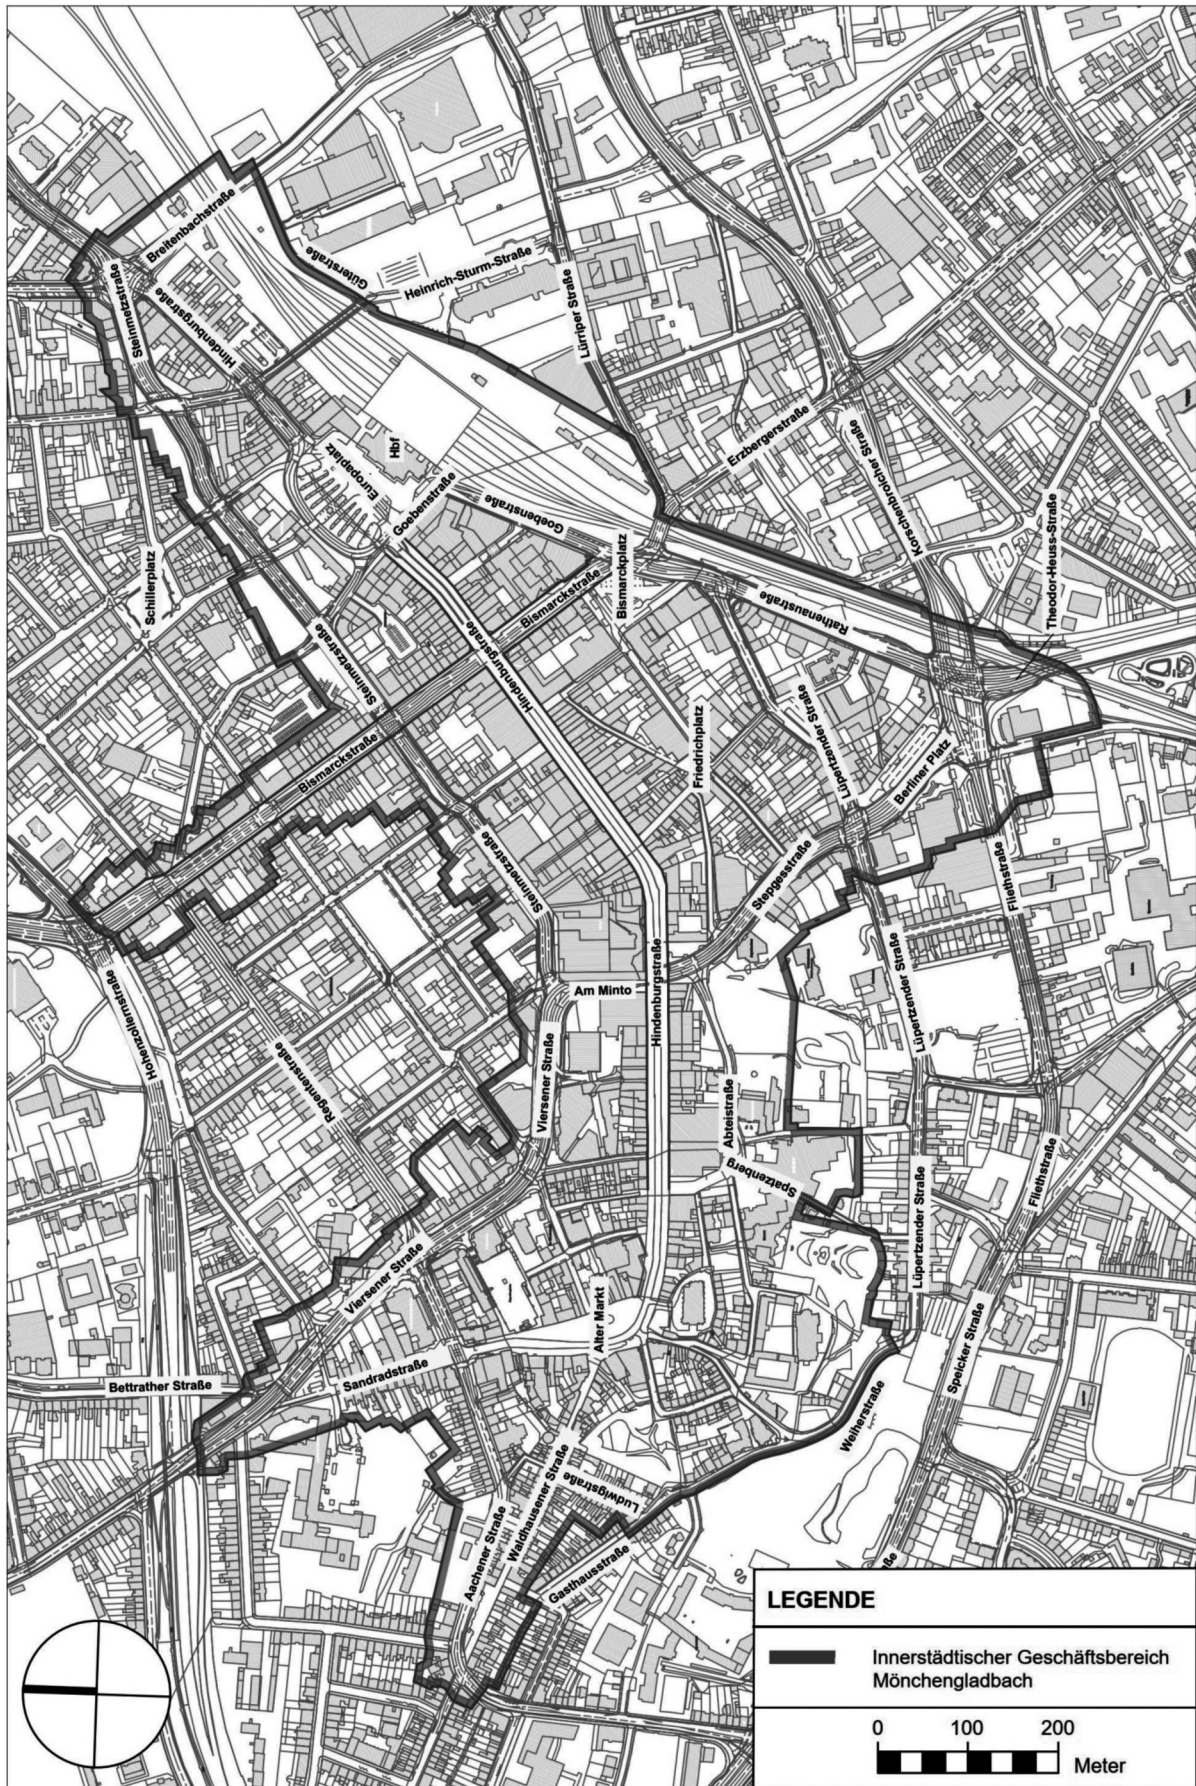 Breitenbachstraße
Steinmetzstraße
Hindenburgstraße
Güterstraße
Heinrich-Sturm-Straße
Lürriper Straße
Hbf
Europaplatz
Goebenstraße
Goebenstraße
Erzbergerstraße
Korschenbroicher Straße
Theodor-Heuss-Straße
Schillerplatz
Bismarckstraße
Bismarckplatz
Rathenaustraße
Steinmetzstraße
Hindenburgstraße
Bismarckstraße
Friedrichplatz
Lüpertzender Straße
Berliner Platz
Steinmetzstraße
Stepgesstraße
Fliethstraße
Hohenzollernstraße
Am Minto
Hindenburgstraße
Lüpertzender Straße
Regentenstraße
Viersener Straße
Abteistraße
Spatzenberg
Lüpertzender Straße
Fliethstraße
Viersener Straße
Alter Markt
Speicker Straße
Bettrather Straße
Sandradstraße
Weiherstraße
Aachener Straße
Waldhausener Straße
Ludwigstraße
Gasthausstraße
aße
LEGENDE
Innerstädtischer Geschäftsbereich
Mönchengladbach
0 100 200
Meter